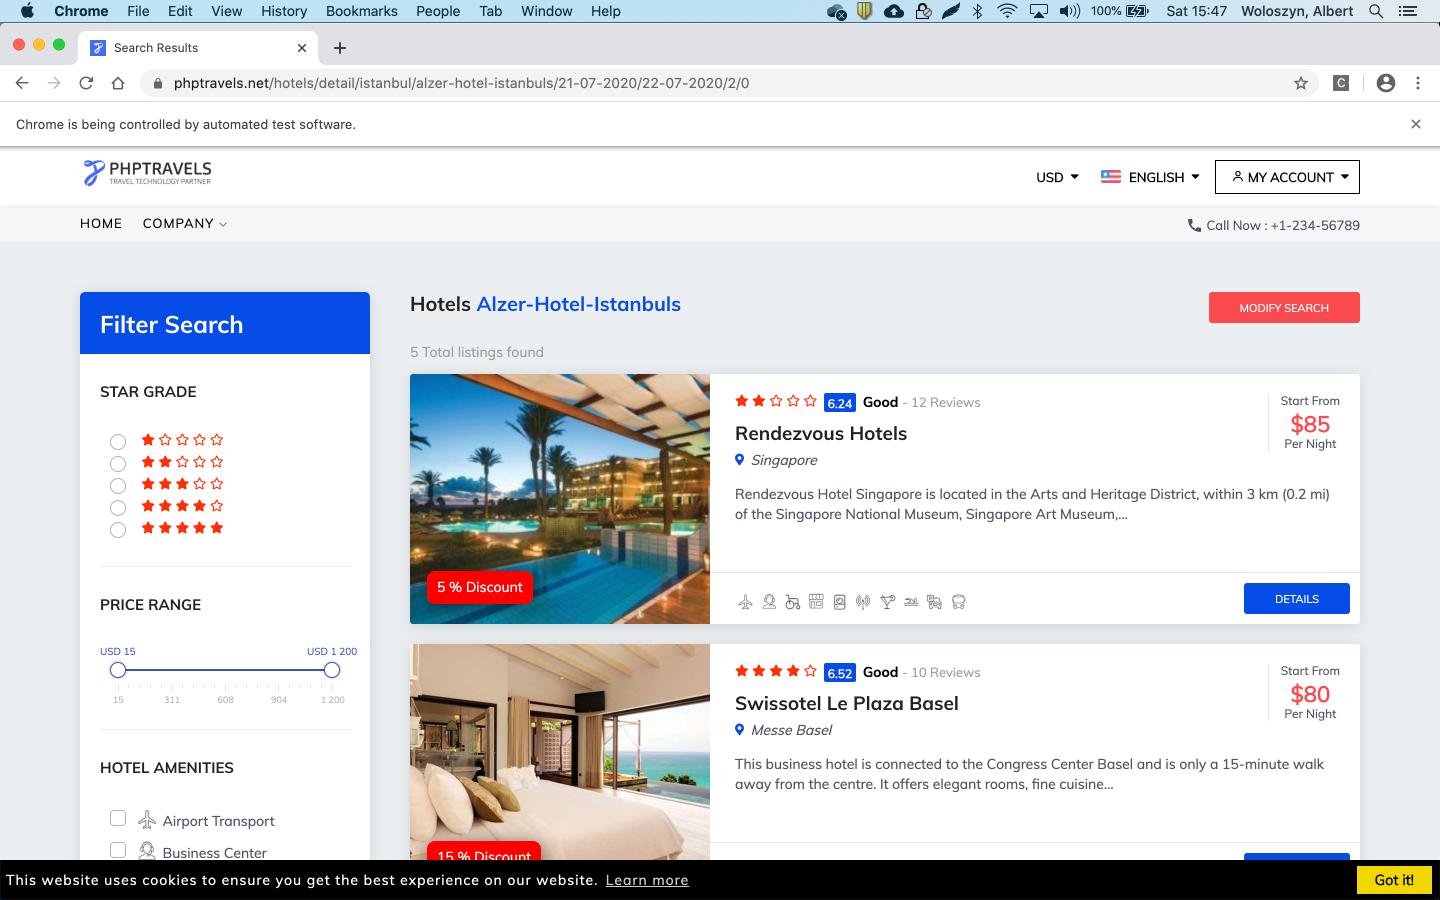 Chrome File Edit View History Bookmarks People Tab Window Help 100% Sat 15:47 Woloszyn, Albert
Search Results
phptravels.net/hotels/detail/istanbul/alzer-hotel-istanbuls/21-07-2020/22-07-2020/2/0
C
Chrome is being controlled by automated test software.
PHPTRAVELS
TRAVEL TECHNOLOGY PARTNER
USD ENGLISH MY ACCOUNT
HOME COMPANY Call Now : +1-234-56789
Filter Search
STAR GRADE
PRICE RANGE
USD 15 USD 1 200
15 311 608 904 1 200
HOTEL AMENITIES
Airport Transport
Business Center
Hotels Alzer-Hotel-Istanbuls
MODIFY SEARCH
5 Total listings found
5 % Discount
6.24 Good - 12 Reviews
Rendezvous Hotels
Singapore
Rendezvous Hotel Singapore is located in the Arts and Heritage District, within 3 km (0.2 mi)
of the Singapore National Museum, Singapore Art Museum,...
Start From
$85
Per Night
DETAILS
15 % Discount
6.52 Good - 10 Reviews
Swissotel Le Plaza Basel
Messe Basel
This business hotel is connected to the Congress Center Basel and is only a 15-minute walk
away from the centre. It offers elegant rooms, fine cuisine...
Start From
$80
Per Night
This website uses cookies to ensure you get the best experience on our website. Learn more
Got it!